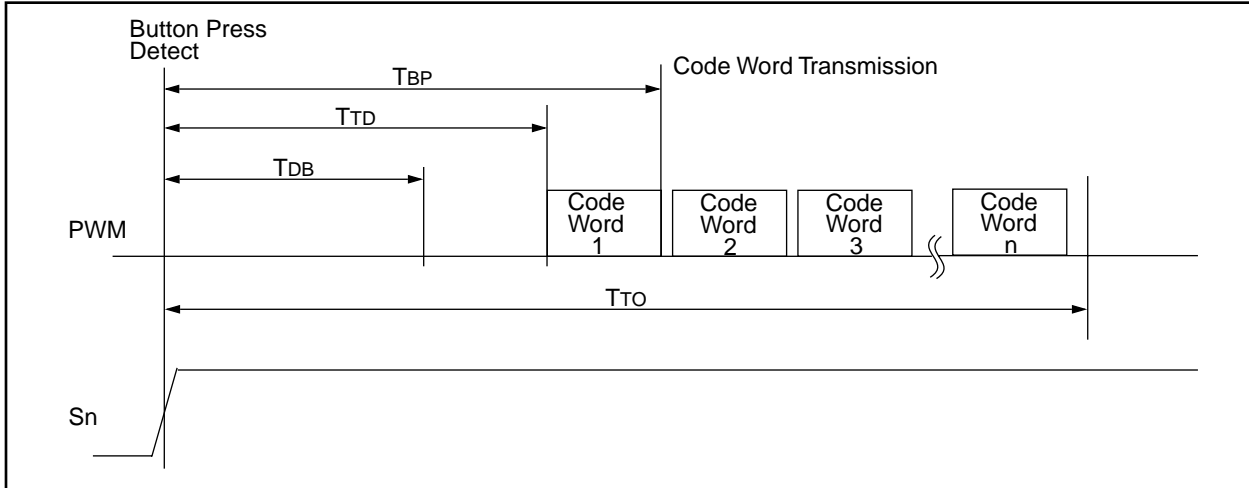 Button Press
Detect
TBP
Code Word Transmission
TTD
TDB
PWM
Code
Word
1
Code
Word
2
Code
Word
3
Code
Word
n
TTO
Sn